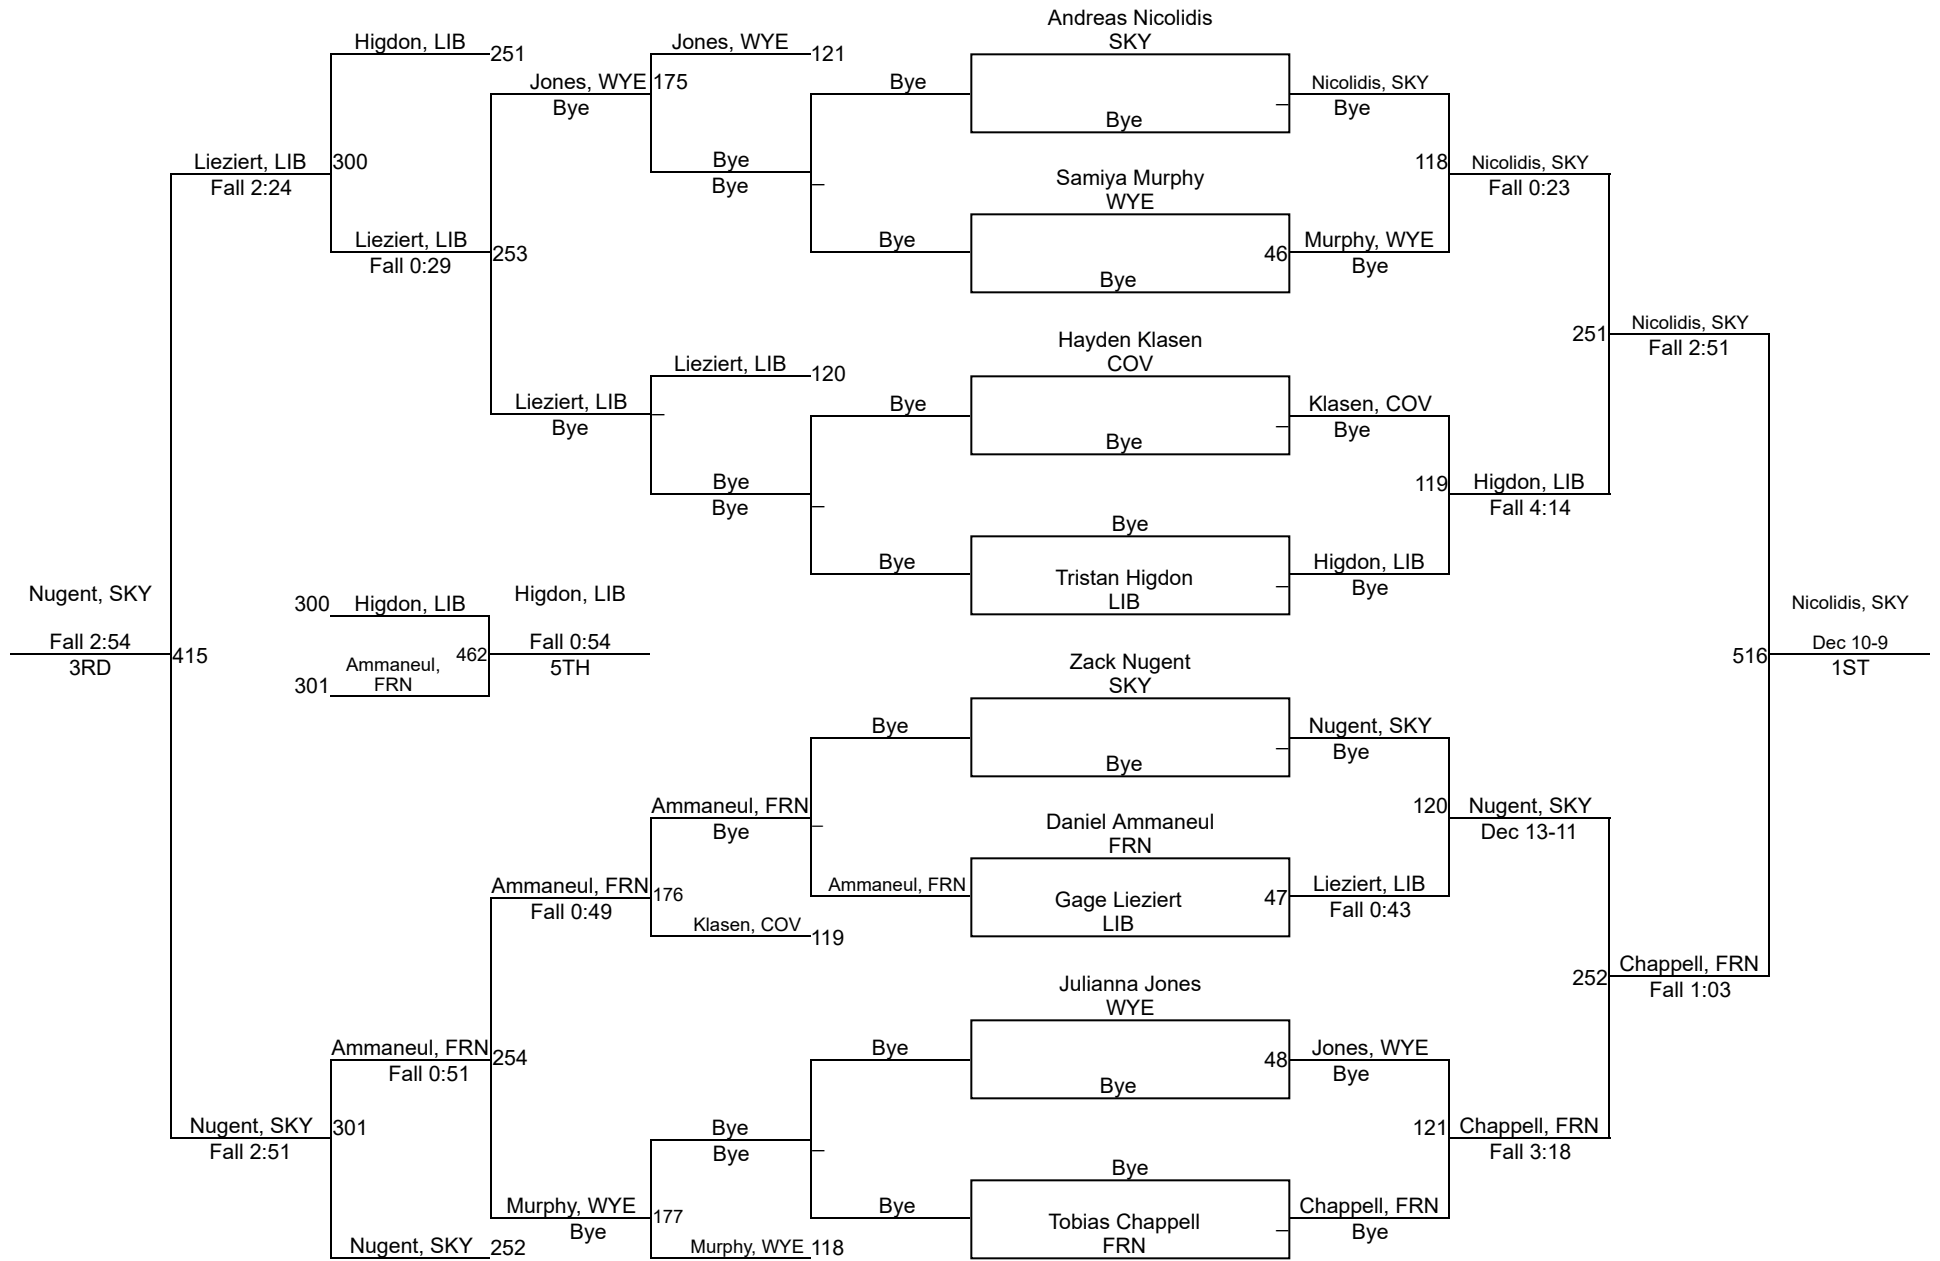 Andreas Nicolidis
SKY
Higdon, LIB
251
Jones, WYE
121
Jones, WYE
175
Bye
Bye
Bye
Nicolidis, SKY
Bye
Lieziert, LIB
300
Fall 2:24
Bye
Bye
118
Nicolidis, SKY
Fall 0:23
Samiya Murphy
WYE
Lieziert, LIB
253
Fall 0:29
Bye
46
Murphy, WYE
Bye
Bye
Hayden Klasen
COV
251
Nicolidis, SKY
Fall 2:51
Lieziert, LIB
120
Lieziert, LIB
Bye
Bye
Bye
Klasen, COV
Bye
Bye
Bye
119
Higdon, LIB
Fall 4:14
Bye
Bye
Tristan Higdon
LIB
Higdon, LIB
Bye
Nugent, SKY
Fall 2:54
3RD
415
300
Higdon, LIB
301
Ammaneul,
FRN
462
Higdon, LIB
Fall 0:54
5TH
Nicolidis, SKY
516
Dec 10-9
1ST
Zack Nugent
SKY
Bye
Bye
Nugent, SKY
Bye
Ammaneul, FRN
Bye
120
Nugent, SKY
Dec 13-11
Daniel Ammaneul
FRN
Ammaneul, FRN
176
Fall 0:49
Ammaneul, FRN
Gage Lieziert
LIB
47
Lieziert, LIB
Fall 0:43
Klasen, COV
119
252
Chappell, FRN
Fall 1:03
Julianna Jones
WYE
Ammaneul, FRN
254
Fall 0:51
Bye
Bye
48
Jones, WYE
Bye
Nugent, SKY
301
Fall 2:51
Bye
Bye
121
Chappell, FRN
Fall 3:18
Bye
Murphy, WYE
177
Bye
Bye
Tobias Chappell
FRN
Chappell, FRN
Bye
Nugent, SKY
252
Murphy, WYE
118